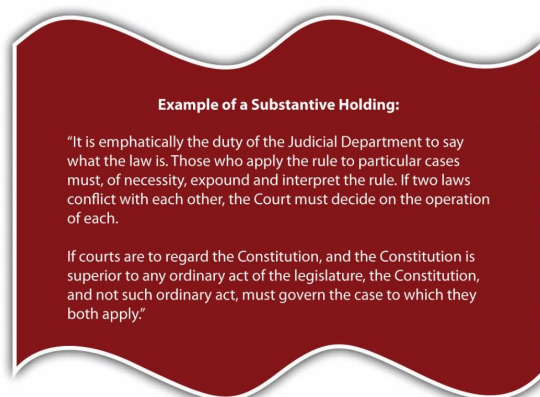 Example of a Substantive Holding:
“It is emphatically the duty of the Judicial Department to say
what the law is. Those who apply the rule to particular cases
must, of necessity, expound and interpret the rule. If two laws
conflict with each other, the Court must decide on the operation
of each.
If courts are to regard the Constitution, and the Constitution is
superior to any ordinary act of the legislature, the Constitution,
and not such ordinary act, must govern the case to which they
both apply.”